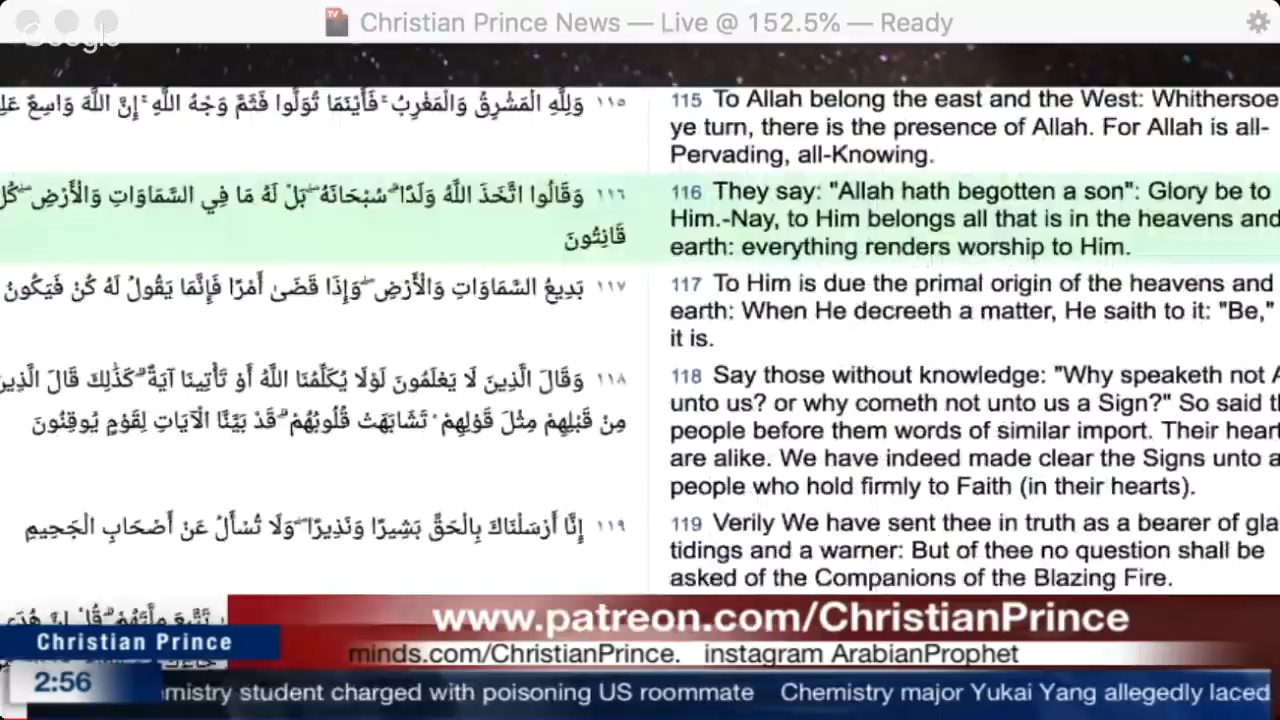 Christian Prince News — Live @ 152.5% — Ready
Google
١١٥ وَلِلَّهِ الْمَشْرِقُ وَالْمَغْرِبُ ۚ فَأَيْنَمَا تُوَلُّوا فَثَمَّ وَجْهُ اللَّهِ ۚ إِنَّ اللَّهَ وَاسِعٌ
115 To Allah belong the east and the West: Whithersoe
ye turn, there is the presence of Allah. For Allah is all-
Pervading, all-Knowing.
١١٦ وَقَالُوا اتَّخَذَ اللَّهُ وَلَدًا ۗ سُبْحَانَهُ ۖ بَلْ لَهُ مَا فِي السَّمَاوَاتِ وَالْأَرْضِ ۖ كُل
قَانِتُونَ
116 They say: "Allah hath begotten a son": Glory be to
Him.-Nay, to Him belongs all that is in the heavens and
earth: everything renders worship to Him.
١١٧ بَدِيعُ السَّمَاوَاتِ وَالْأَرْضِ ۖ وَإِذَا قَضَىٰ أَمْرًا فَإِنَّمَا يَقُولُ لَهُ كُنْ فَيَكُونُ
117 To Him is due the primal origin of the heavens and
earth: When He decreeth a matter, He saith to it: "Be,"
it is.
١١٨ وَقَالَ الَّذِينَ لَا يَعْلَمُونَ لَوْلَا يُكَلِّمُنَا اللَّهُ أَوْ تَأْتِينَا آيَةٌ ۗ كَذَٰلِكَ قَالَ الَّذِينَ
مِنْ قَبْلِهِمْ مِثْلَ قَوْلِهِمْ ۘ تَشَابَهَتْ قُلُوبُهُمْ ۗ قَدْ بَيَّنَّا الْآيَاتِ لِقَوْمٍ يُوقِنُونَ
118 Say those without knowledge: "Why speaketh not A
unto us? or why cometh not unto us a Sign?" So said th
people before them words of similar import. Their heart
are alike. We have indeed made clear the Signs unto a
people who hold firmly to Faith (in their hearts).
١١٩ إِنَّا أَرْسَلْنَاكَ بِالْحَقِّ بَشِيرًا وَنَذِيرًا ۖ وَلَا تُسْأَلُ عَنْ أَصْحَابِ الْجَحِيمِ
119 Verily We have sent thee in truth as a bearer of gla
tidings and a warner: But of thee no question shall be
asked of the Companions of the Blazing Fire.
www.patreon.com/ChristianPrince
Christian Prince
minds.com/ChristianPrince. instagram ArabianProphet
2:56
mistry student charged with poisoning US roommate Chemistry major Yukai Yang allegedly laced